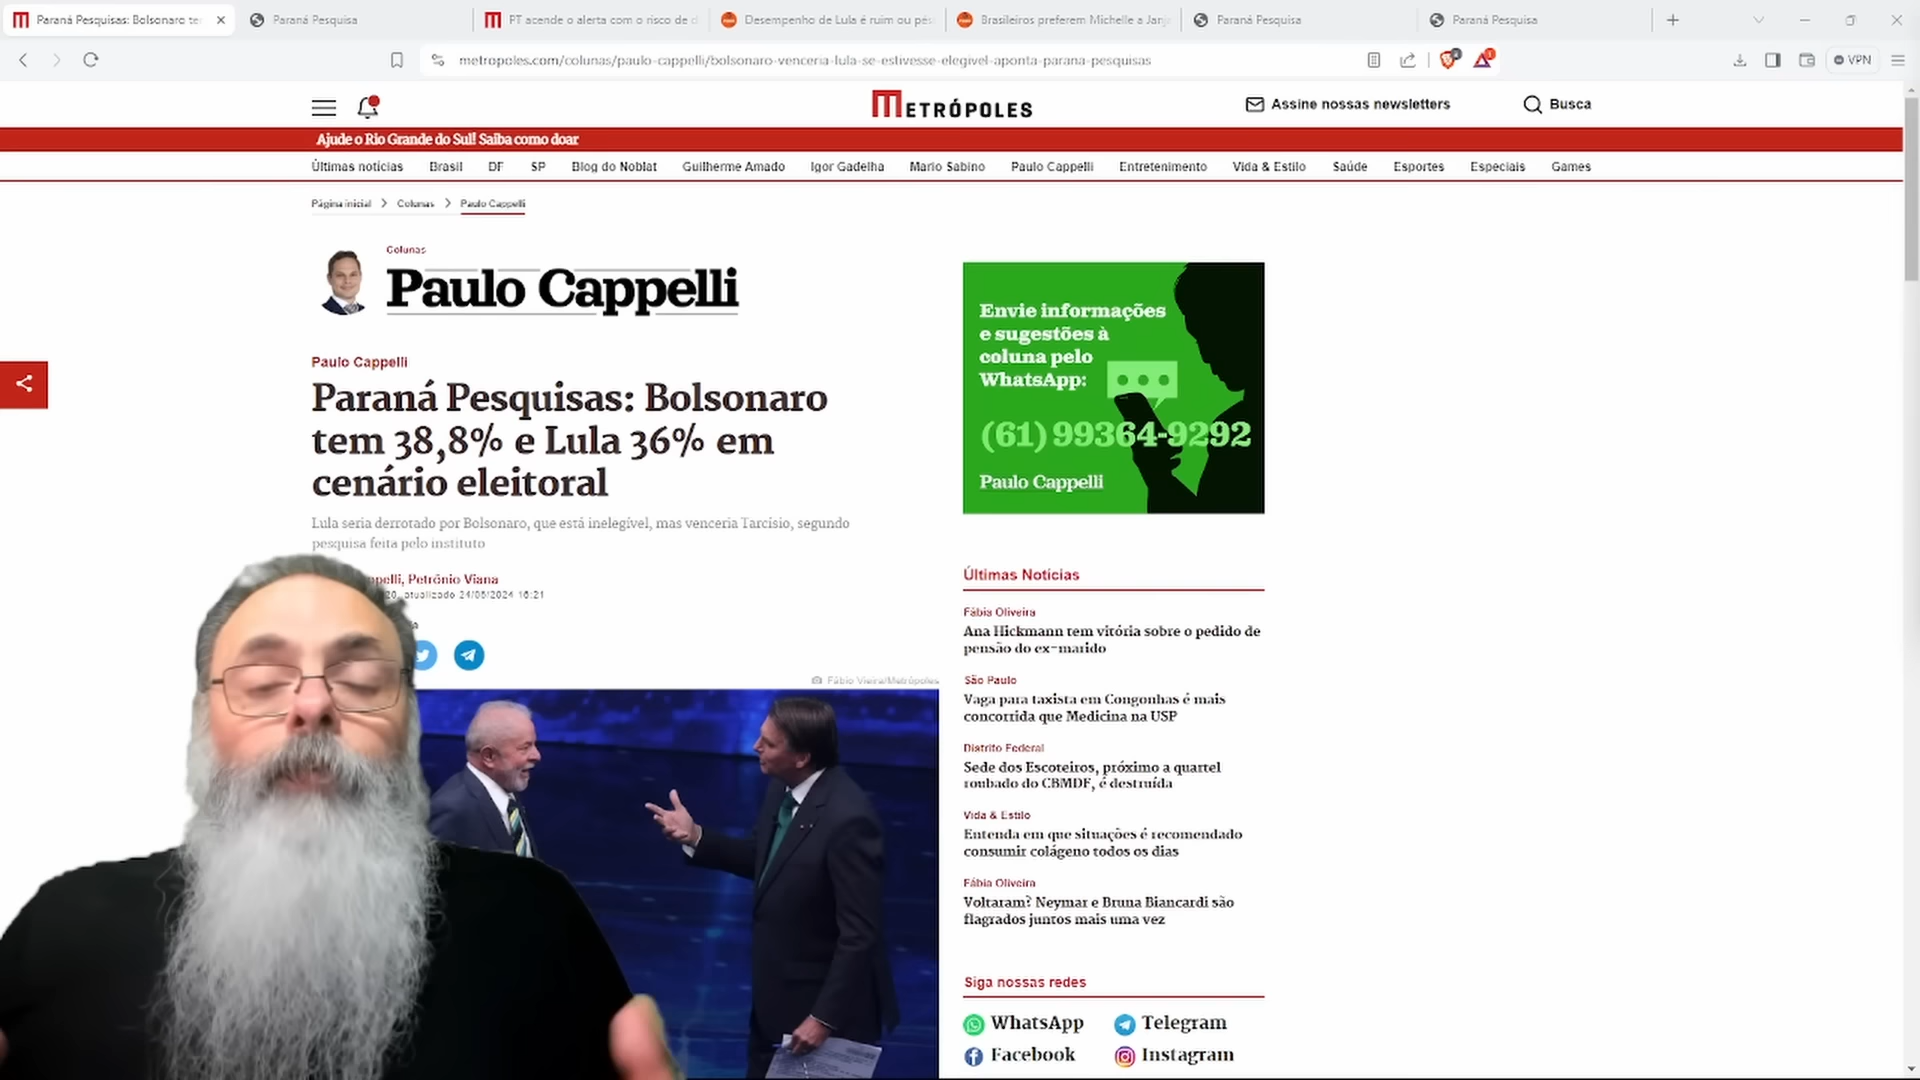 Paraná Pesquisas: Bolsonaro te
Paraná Pesquisa
PT acende o alerta com o risco de d
Desempenho de Lula é ruim ou pés
Brasileiros preferem Michelle a Janj
Paraná Pesquisa
Paraná Pesquisa
metropoles.com/colunas/paulo-cappelli/bolsonaro-venceria-lula-se-estivesse-elegivel-aponta-parana-pesquisas
VPN
METRÓPOLES
Assine nossas newsletters
Busca
Ajude o Rio Grande do Sul! Saiba como doar
Últimas notícias Brasil DF SP Blog do Noblat Guilherme Amado Igor Gadelha Mario Sabino Paulo Cappelli Entretenimento Vida & Estilo Saúde Esportes Especiais Games
Página inicial > Colunas > Paulo Cappelli
Colunas
Paulo Cappelli
Paulo Cappelli
Paraná Pesquisas: Bolsonaro
tem 38,8% e Lula 36% em
cenário eleitoral
Lula seria derrotado por Bolsonaro, que está inelegível, mas venceria Tarcísio, segundo
pesquisa feita pelo instituto
ppelli, Petrônio Viana
20, atualizado 24/05/2024 16:21
Fábio Vieira/Metrópoles
Envie informações
e sugestões à
coluna pelo
WhatsApp:
(61) 99364-9292
Paulo Cappelli
Últimas Notícias
Fábia Oliveira
Ana Hickmann tem vitória sobre o pedido de
pensão do ex-marido
São Paulo
Vaga para taxista em Congonhas é mais
concorrida que Medicina na USP
Distrito Federal
Sede dos Escoteiros, próximo a quartel
roubado do CBMDF, é destruída
Vida & Estilo
Entenda em que situações é recomendado
consumir colágeno todos os dias
Fábia Oliveira
Voltaram? Neymar e Bruna Biancardi são
flagrados juntos mais uma vez
Siga nossas redes
WhatsApp
Telegram
Facebook
Instagram